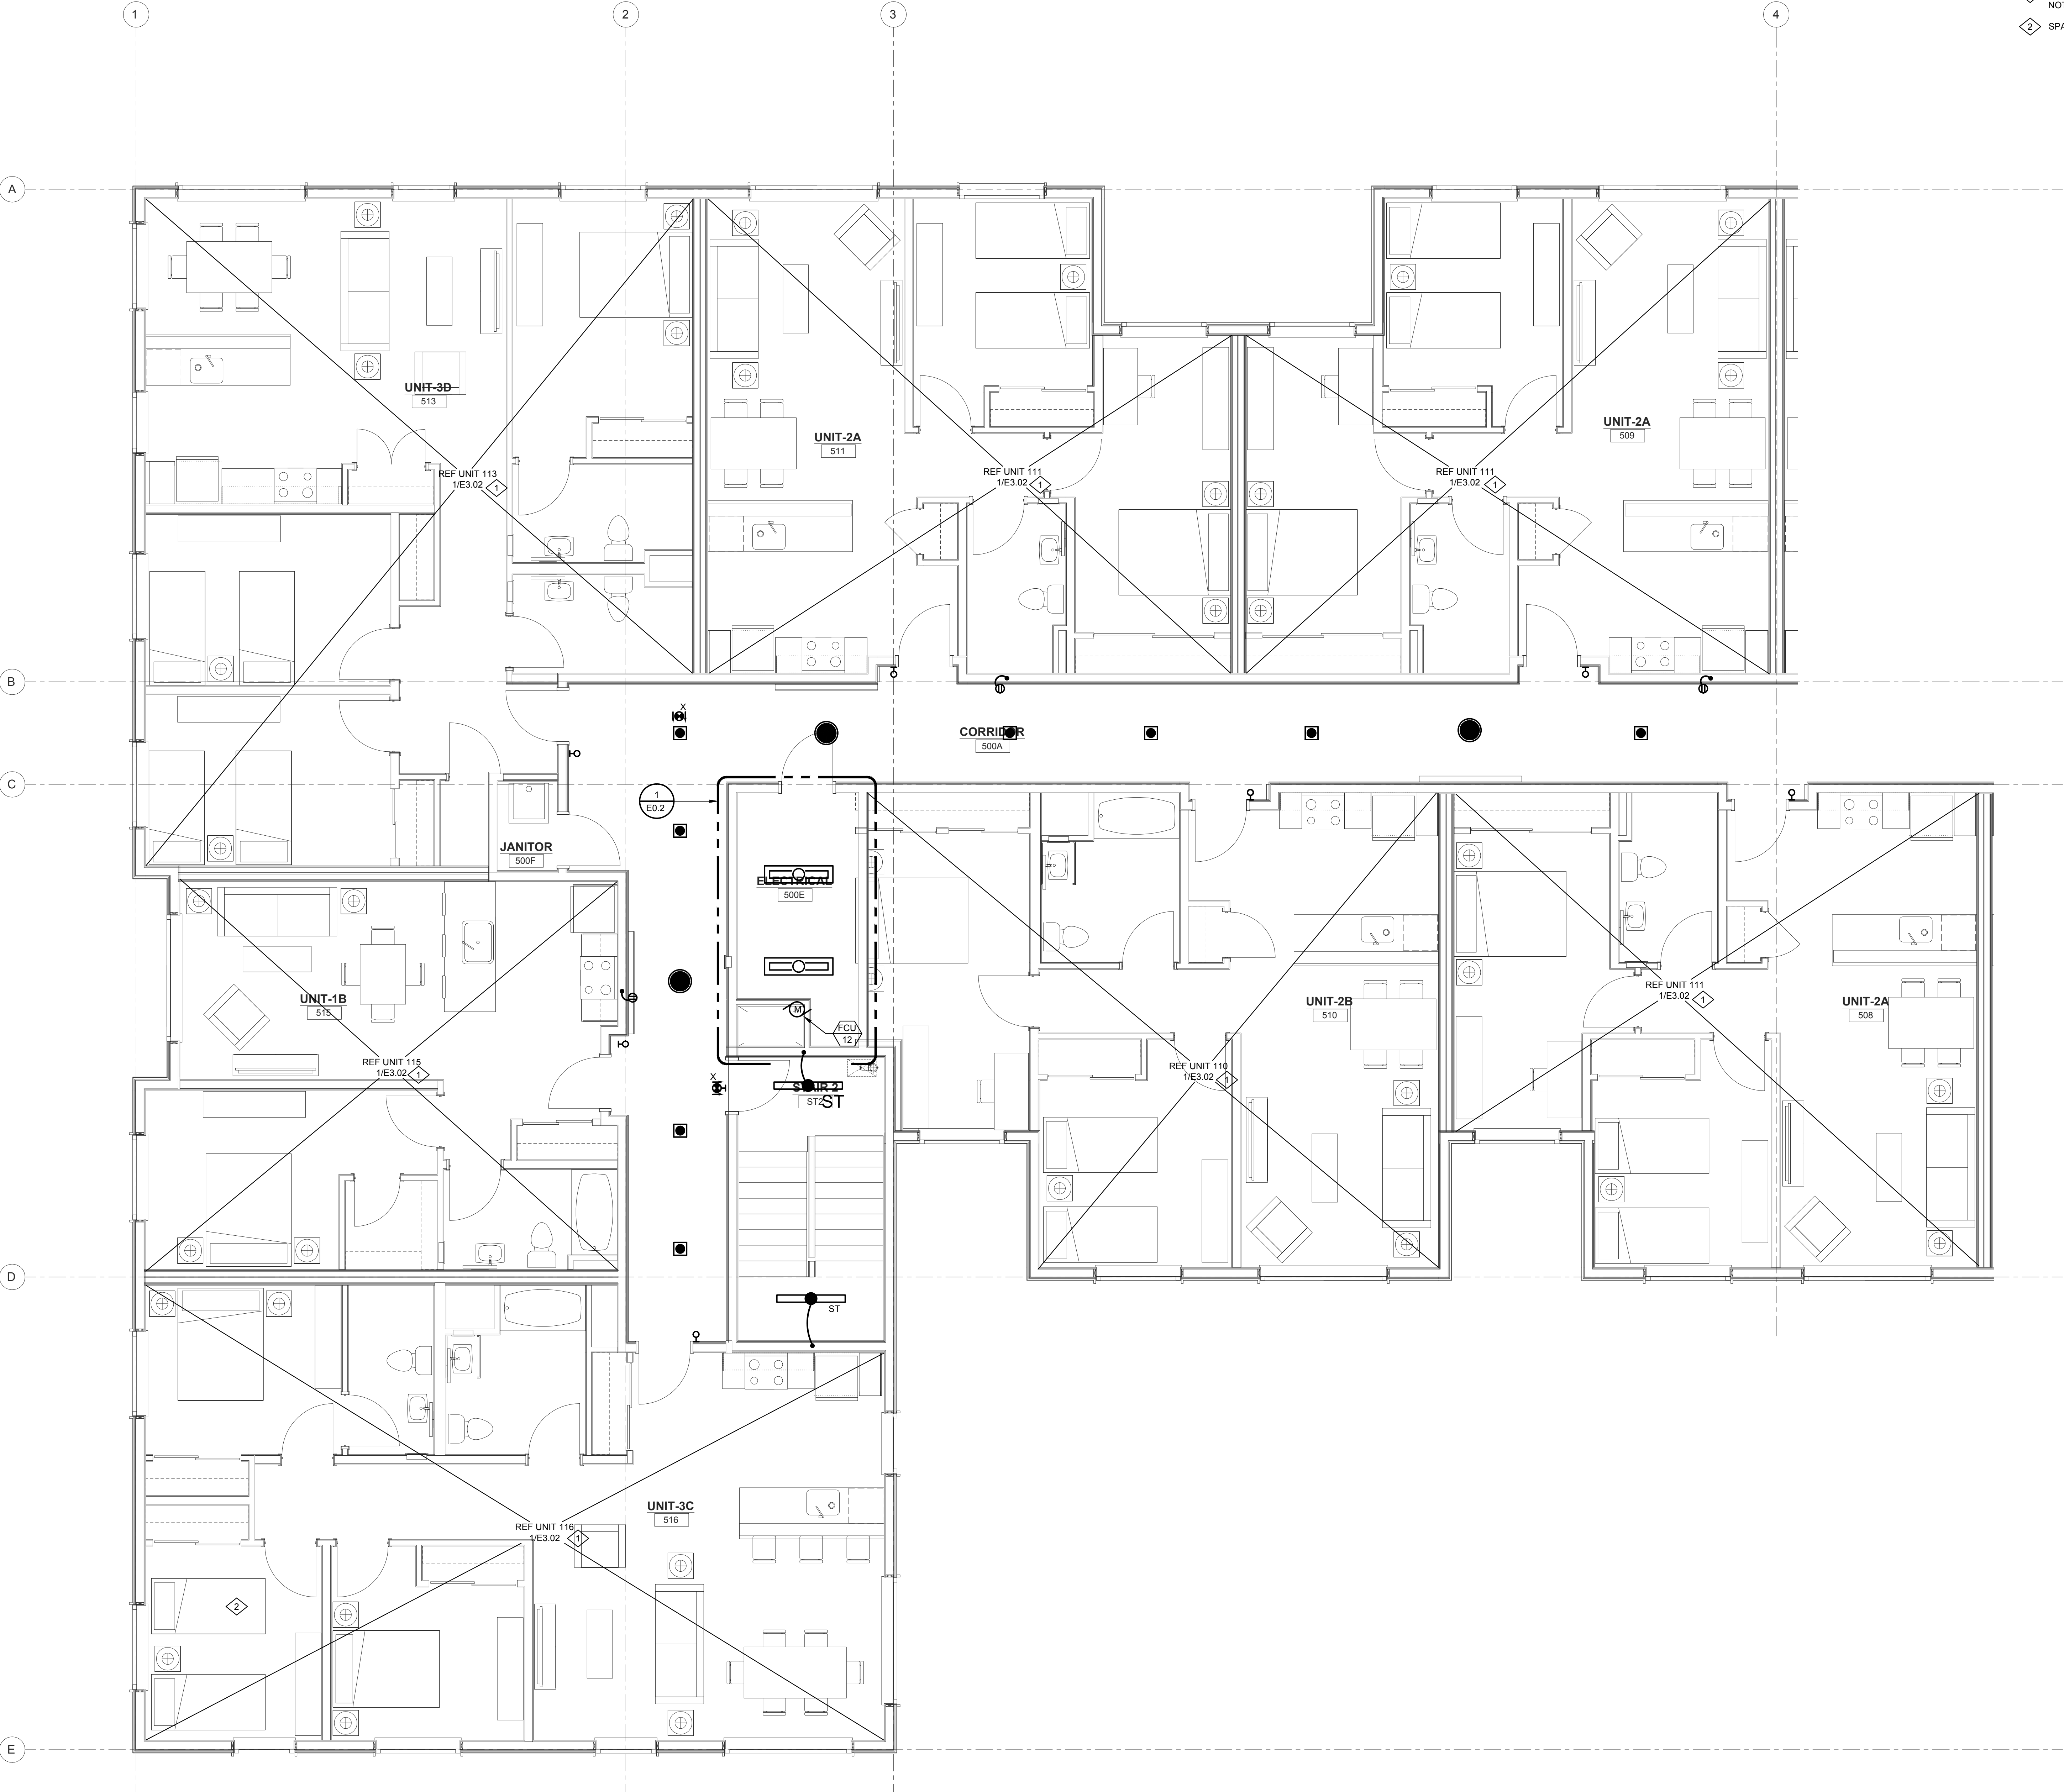 1
2
3
4
NOT
2 SPA
A
B
C
D
E
UNIT-3D
513
REF UNIT 113
1/E3.02 1
UNIT-2A
511
REF UNIT 111
1/E3.02 1
REF UNIT 111
1/E3.02 1
UNIT-2A
509
X
CORRIDOR
500A
1
E0.2
JANITOR
500F
ELECTRICAL
500E
UNIT-1B
515
REF UNIT 115
1/E3.02 1
M
FCU
12
X
STAIR 2
ST2
ST
ST
UNIT-2B
510
REF UNIT 110
1/E3.02 1
REF UNIT 111
1/E3.02 1
UNIT-2A
508
UNIT-3C
516
REF UNIT 116
1/E3.02 1
2